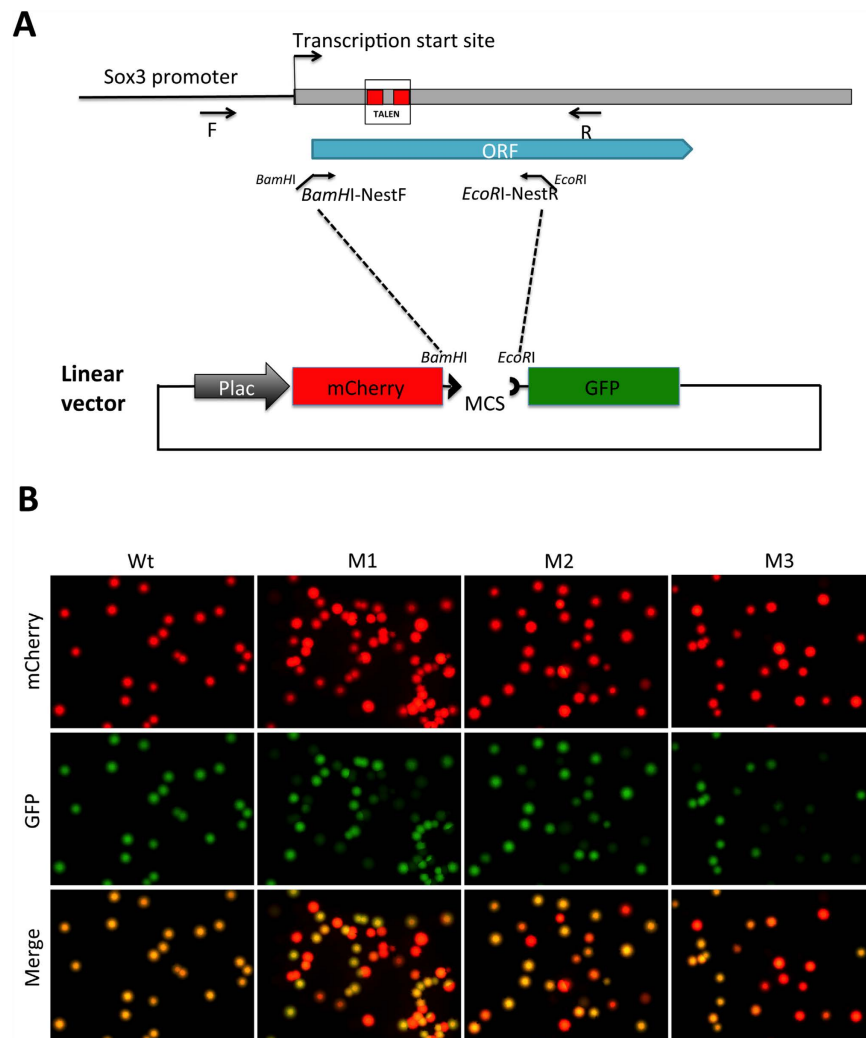 A
Transcription start site
Sox3 promoter
TALEN
F
R
ORF
BamHI
EcoRI
BamHI-NestF
EcoRI-NestR
BamHI
EcoRI
Linear
vector
Plac
mCherry
MCS
GFP
B
Wt
M1
M2
M3
mCherry
GFP
Merge